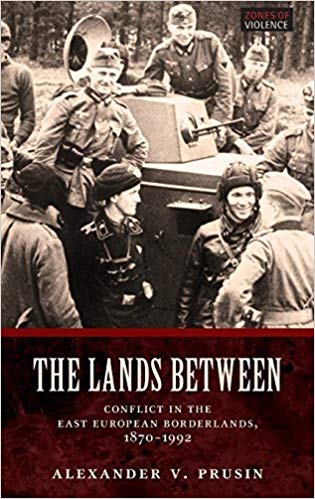 ZONES OF
VIOLENCE
THE LANDS BETWEEN
CONFLICT IN THE
EAST EUROPEAN BORDERLANDS,
1870-1992
ALEXANDER V. PRUSIN